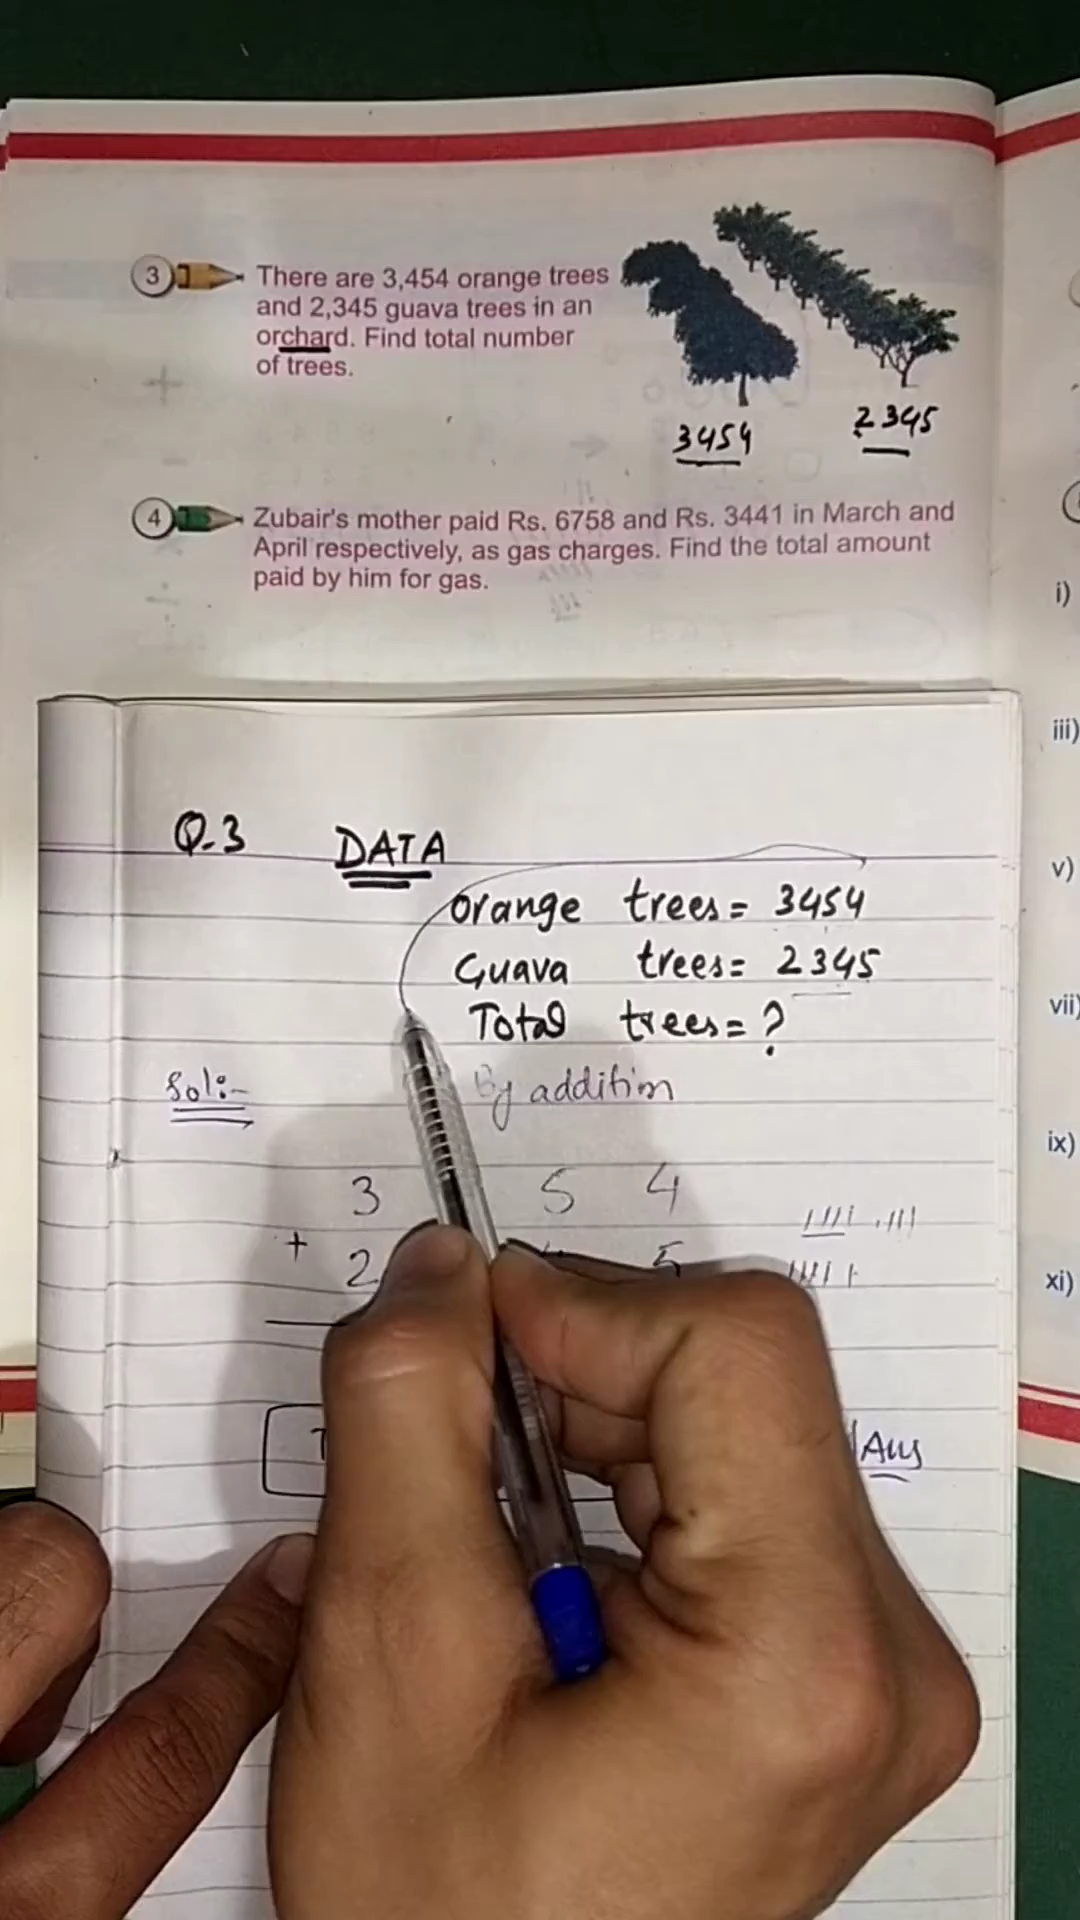 3 There are 3,454 orange trees
and 2,345 guava trees in an
orchard. Find total number
of trees.
3454 2345
4 Zubair's mother paid Rs. 6758 and Rs. 3441 in March and
April respectively, as gas charges. Find the total amount
paid by him for gas.
i)
iii)
v)
vii)
ix)
xi)
Q.3 DATA
orange trees = 3454
Guava trees = 2345
Total trees = ?
Sol:- By addition
3 5 4
+ 2 5
Ans